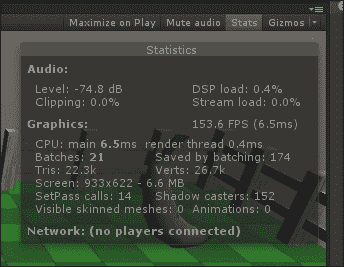 Maximize on Play Mute audio Stats Gizmos
Statistics
Audio:
Level: -74.8 dB DSP load: 0.4%
Clipping: 0.0% Stream load: 0.0%
Graphics: 153.6 FPS (6.5ms)
CPU: main 6.5ms render thread 0.4ms
Batches: 21 Saved by batching: 174
Tris: 22.3k Verts: 26.7k
Screen: 933x622 - 6.6 MB
SetPass calls: 14 Shadow casters: 152
Visible skinned meshes: 0 Animations: 0
Network: (no players connected)